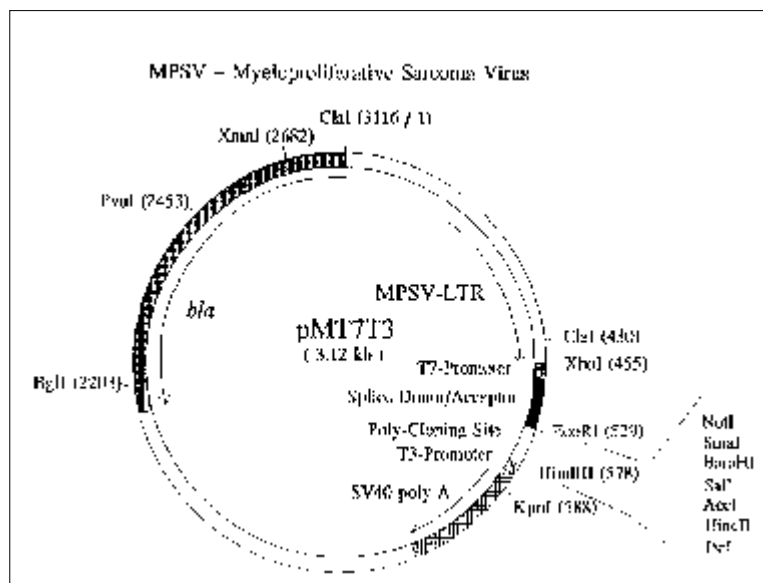 MPSV – Myeloproliferative Sarcoma Virus
ClaI (3116 / 1)
XmnI (2682)
PvuI (2453)
bla
BglI (2203)
MPSV-LTR
pMT7T3
( 3.12 kb )
ClaI (430)
XhoI (455)
T7-Promoter
Splice Donor/Acceptor
Poly-Cloning Site
T3-Promoter
SV40 poly A
EcoRI (529)
HindIII (578)
KpnI (588)
NotI
SmaI
BamHI
SalI
AccI
HincII
PstI